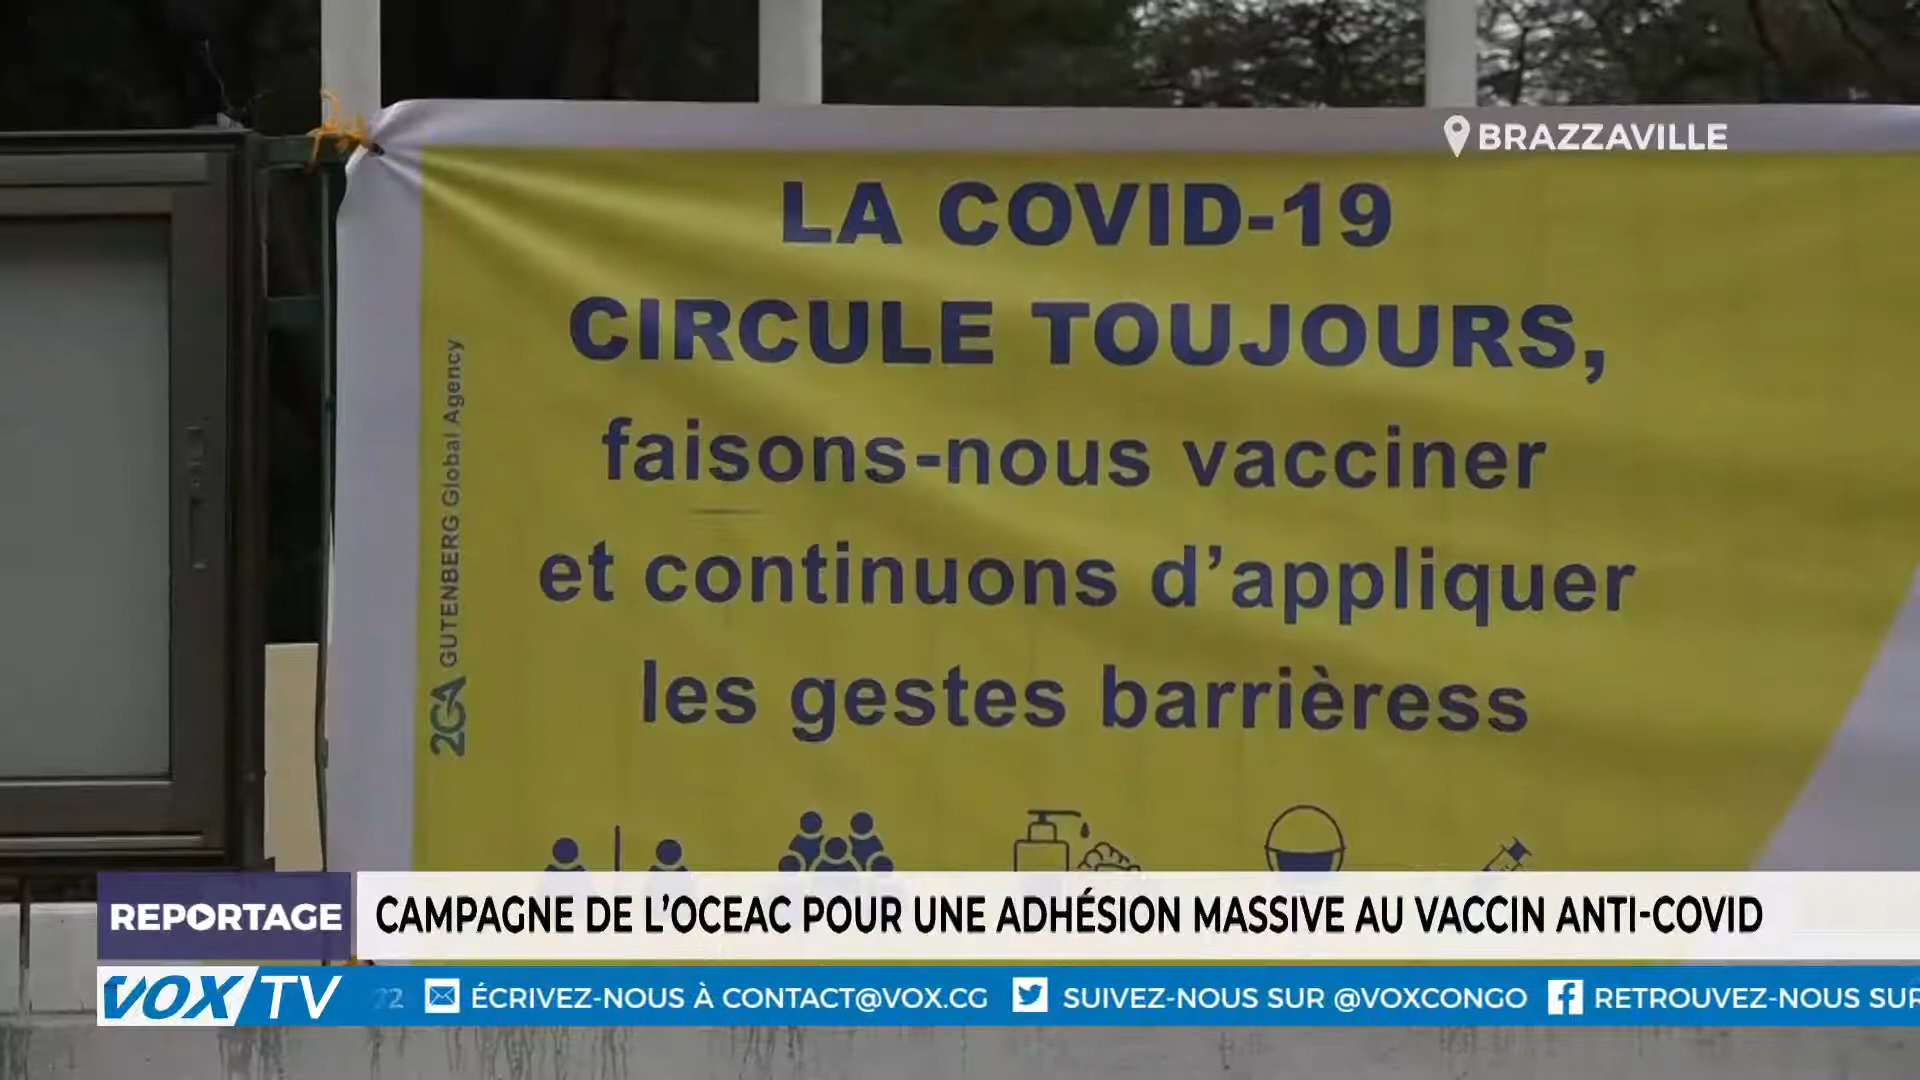 BRAZZAVILLE
LA COVID-19
CIRCULE TOUJOURS,
faisons-nous vacciner
et continuons d'appliquer
les gestes barrièress
2GA GUTENBERG Global Agency
REPORTAGE
CAMPAGNE DE L'OCEAC POUR UNE ADHÉSION MASSIVE AU VACCIN ANTI-COVID
VOX TV
72 ÉCRIVEZ-NOUS À CONTACT@VOX.CG SUIVEZ-NOUS SUR @VOXCONGO RETROUVEZ-NOUS SUR